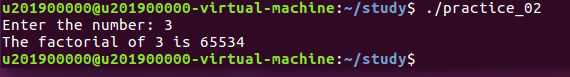 u201900000@u201900000-virtual-machine:~/study$ ./practice_02
Enter the number: 3
The factorial of 3 is 65534
u201900000@u201900000-virtual-machine:~/study$